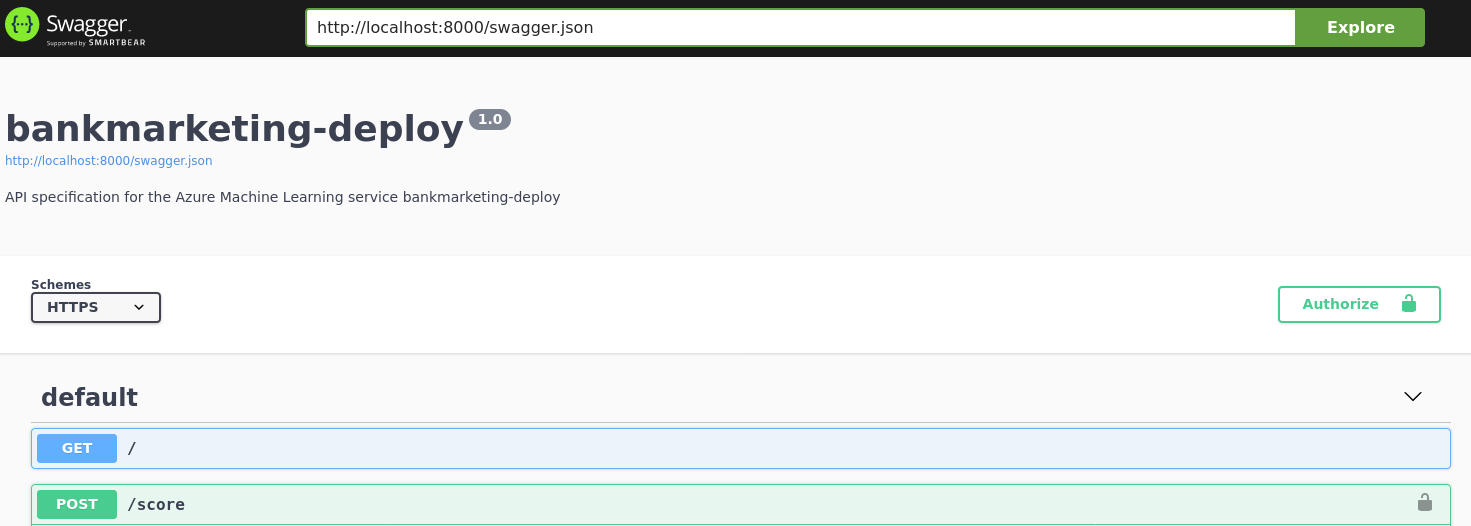 {···} Swagger.
Supported by SMARTBEAR
http://localhost:8000/swagger.json
Explore
bankmarketing-deploy 1.0
http://localhost:8000/swagger.json
API specification for the Azure Machine Learning service bankmarketing-deploy
Schemes
HTTPS
Authorize
default
GET /
POST /score